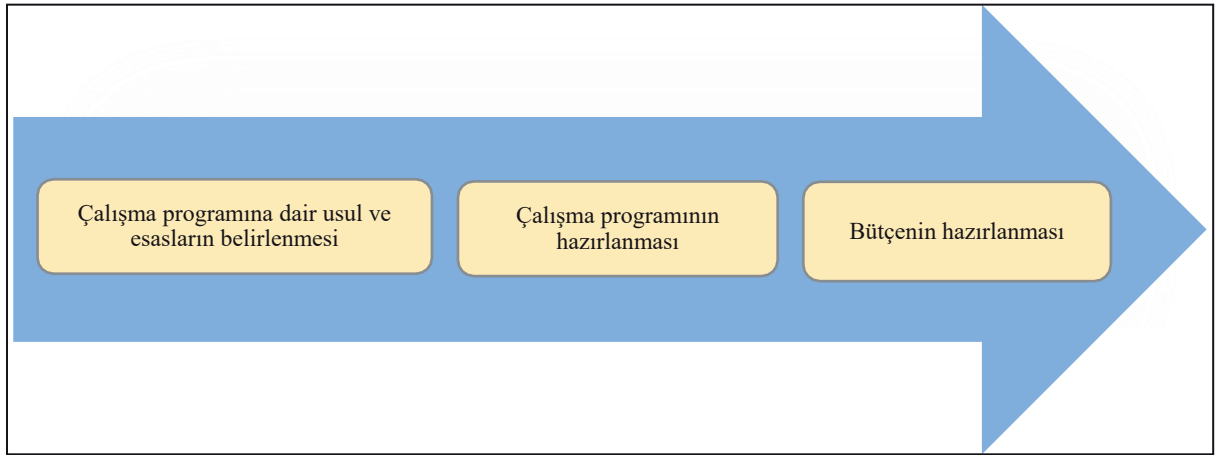 Çalışma programına dair usul ve
esasların belirlenmesi
Çalışma programının
hazırlanması
Bütçenin hazırlanması